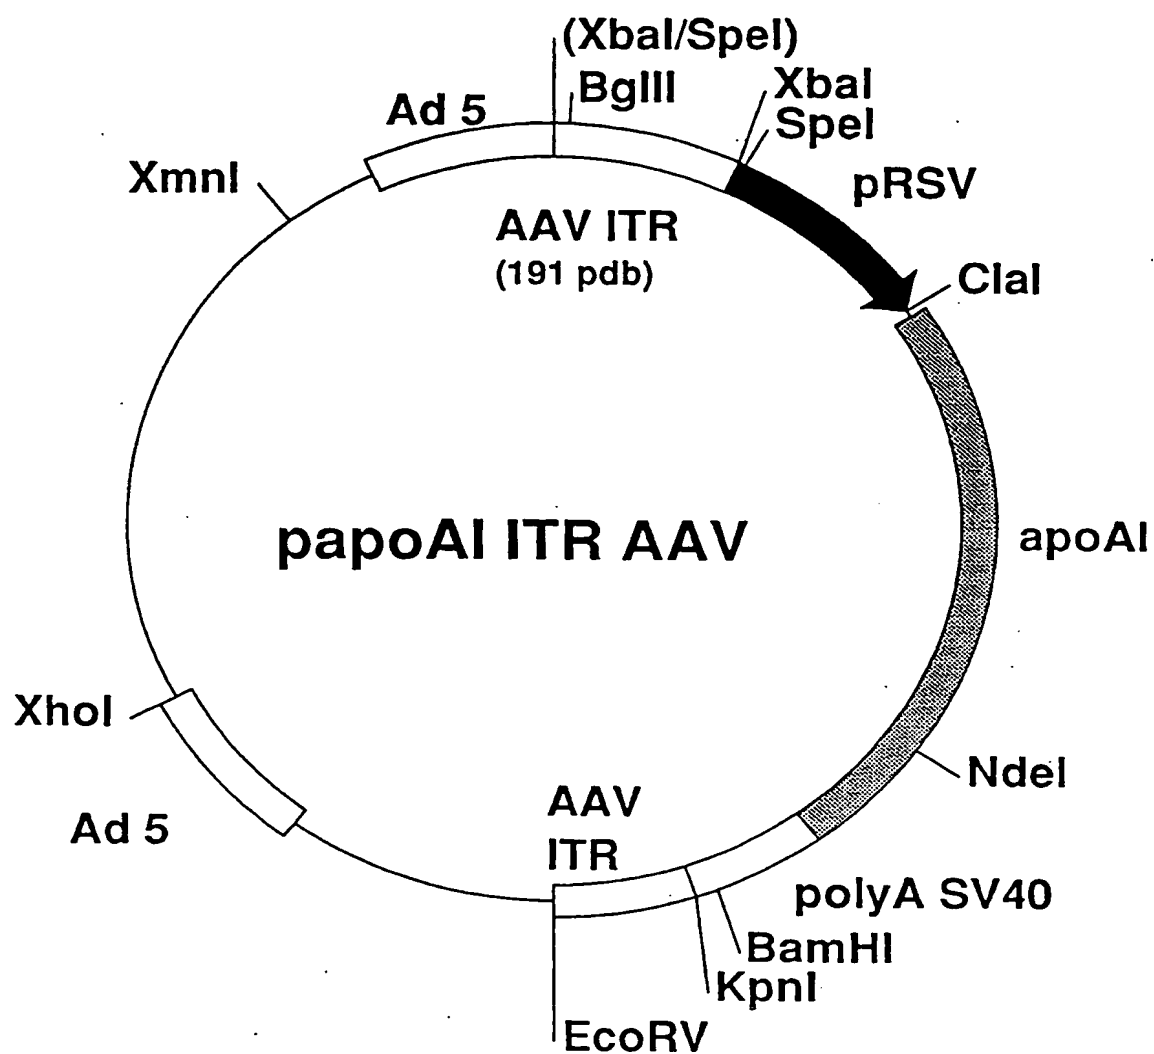 (XbaI/SpeI)
BglII
XbaI
Ad 5
SpeI
XmnI
pRSV
AAV ITR
(191 pdb)
ClaI
papoAI ITR AAV
apoAI
XhoI
NdeI
AAV
ITR
Ad 5
polyA SV40
BamHI
KpnI
EcoRV